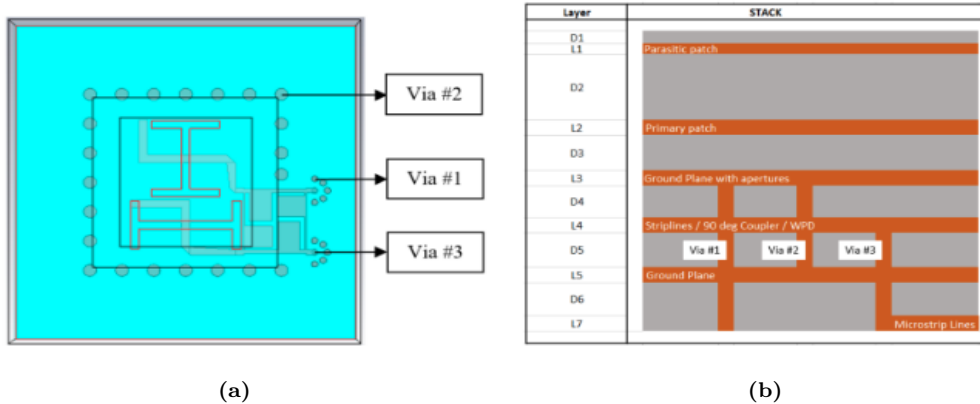 Via #2
Via #1
Via #3
(a)
Layer STACK
D1
L1 Parasitic patch
D2
L2 Primary patch
D3
L3 Ground Plane with apertures
D4
L4 Striplines / 90 deg Coupler / WPD
D5 Via #1 Via #2 Via #3
L5 Ground Plane
D6
L7 Microstrip Lines
(b)